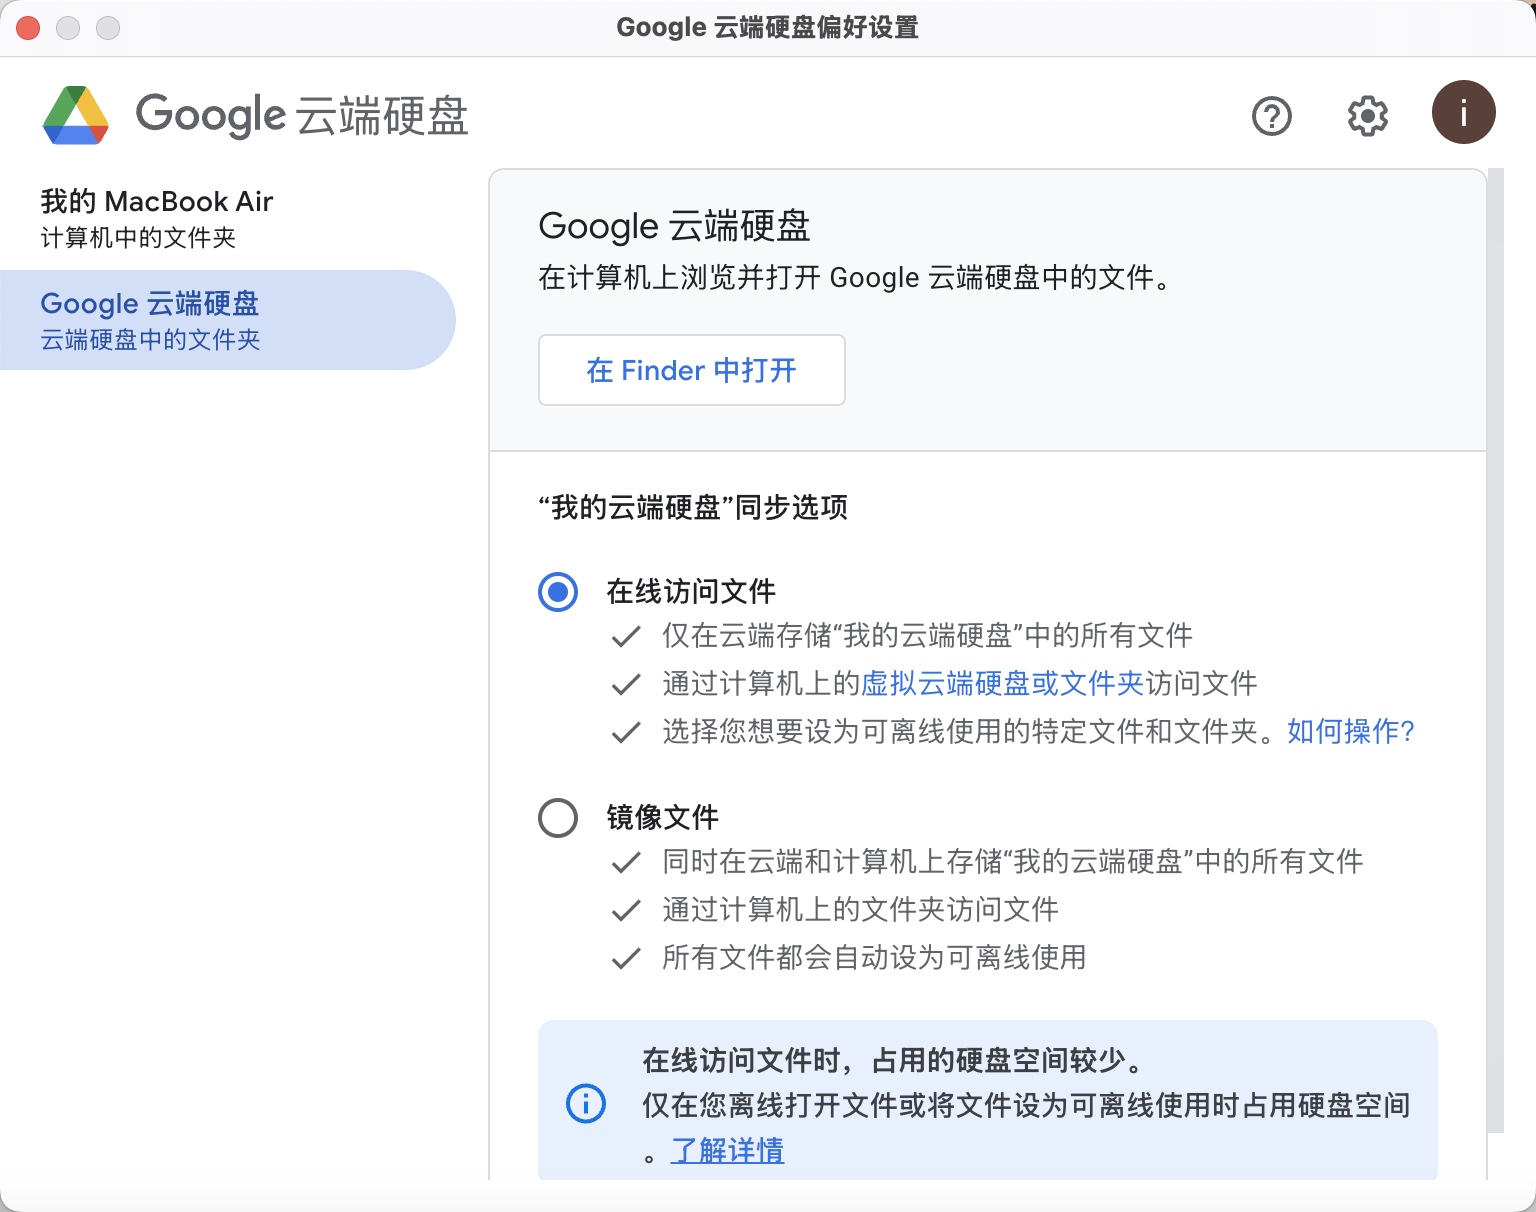 Google 云端硬盘偏好设置
Google 云端硬盘
i
我的 MacBook Air
计算机中的文件夹
Google 云端硬盘
云端硬盘中的文件夹
Google 云端硬盘
在计算机上浏览并打开 Google 云端硬盘中的文件。
在 Finder 中打开
“我的云端硬盘”同步选项
在线访问文件
仅在云端存储“我的云端硬盘”中的所有文件
通过计算机上的虚拟云端硬盘或文件夹访问文件
选择您想要设为可离线使用的特定文件和文件夹。如何操作?
镜像文件
同时在云端和计算机上存储“我的云端硬盘”中的所有文件
通过计算机上的文件夹访问文件
所有文件都会自动设为可离线使用
在线访问文件时，占用的硬盘空间较少。
仅在您离线打开文件或将文件设为可离线使用时占用硬盘空间
。了解详情